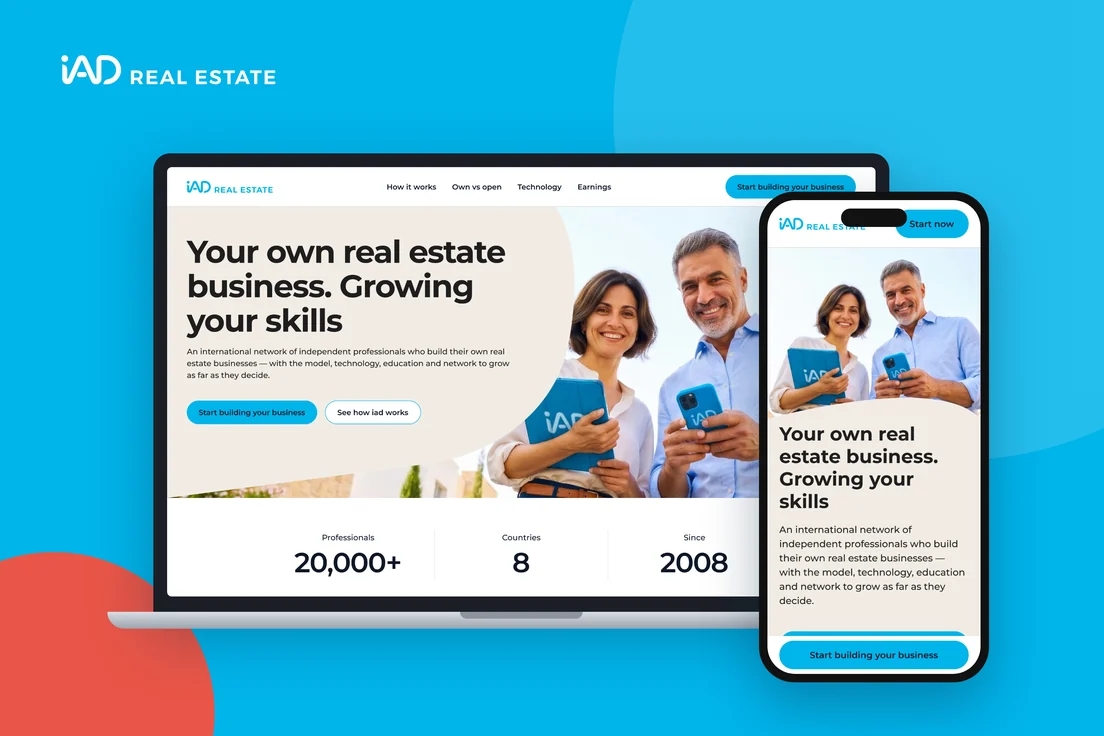 iAD REAL ESTATE
iAD REAL ESTATE
How it works
Own vs open
Technology
Earnings
Start building your business
Your own real estate
business. Growing
your skills
An international network of independent professionals who build their own real
estate businesses — with the model, technology, education and network to grow
as far as they decide.
Start building your business
See how iad works
iAD
iAD
Professionals
20,000+
Countries
8
Since
2008
iAD REAL ESTATE
Start now
iAD
iAD
Your own real
estate business.
Growing your
skills
An international network of
independent professionals who build
their own real estate businesses —
with the model, technology, education
and network to grow as far as they
decide.
Start building your business